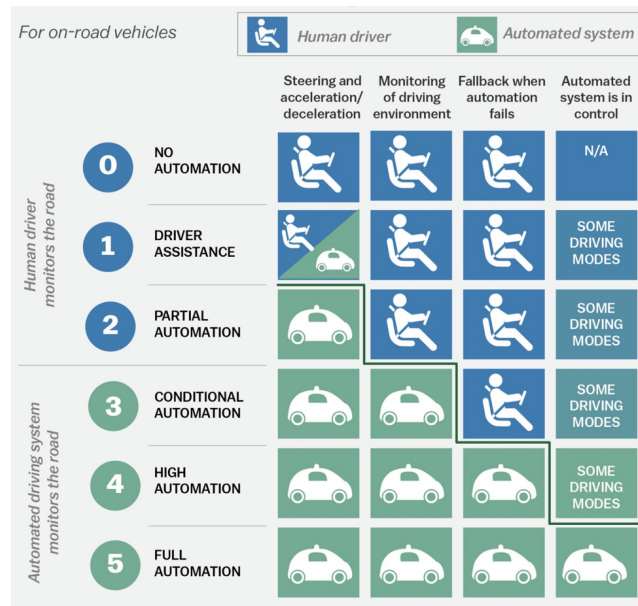 For on-road vehicles
Human driver
Automated system
Steering and
acceleration/
deceleration
Monitoring
of driving
environment
Fallback when
automation
fails
Automated
system is in
control
Human driver
monitors the road
0
NO
AUTOMATION
N/A
1
DRIVER
ASSISTANCE
SOME
DRIVING
MODES
2
PARTIAL
AUTOMATION
SOME
DRIVING
MODES
Automated driving system
monitors the road
3
CONDITIONAL
AUTOMATION
SOME
DRIVING
MODES
4
HIGH
AUTOMATION
SOME
DRIVING
MODES
5
FULL
AUTOMATION